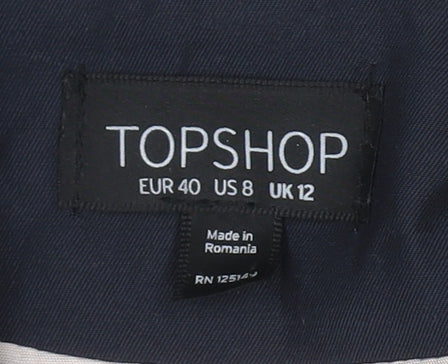 TOPSHOP
EUR 40 US 8 UK 12
Made in
Romania
RN